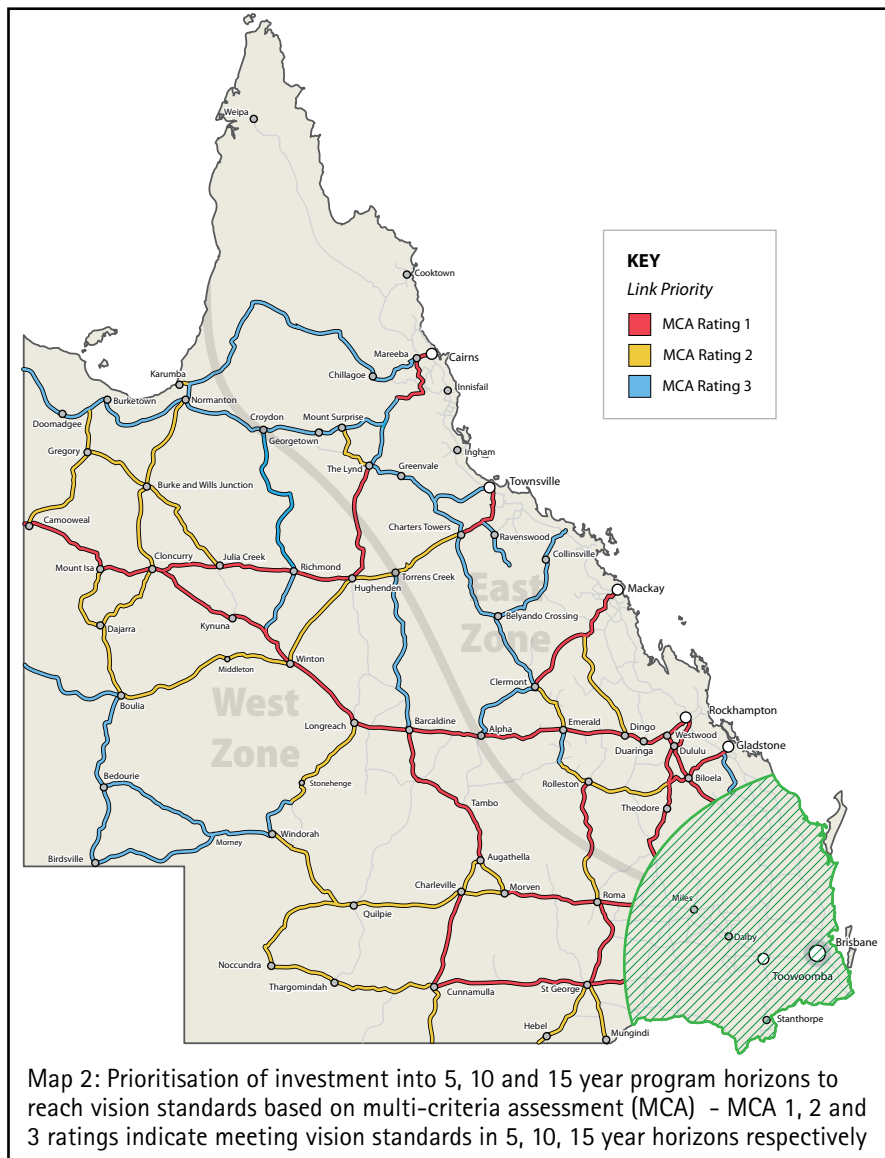 Weipa
Cooktown
KEY
Link Priority
MCA Rating 1
MCA Rating 2
MCA Rating 3
Mareeba
Cairns
Chillagoe
Karumba
Innisfail
Burketown
Normanton
Doomadgee
Croydon
Mount Surprise
Georgetown
Gregory
Ingham
The Lynd
Greenvale
Burke and Wills Junction
Townsville
Camooweal
Charters Towers
Ravenswood
Collinsville
Mount Isa
Cloncurry
Julia Creek
Richmond
Torrens Creek
Hughenden
East
Zone
Mackay
Kynuna
Belyando Crossing
Dajarra
Middleton
Winton
Clermont
Boulia
West
Zone
Longreach
Barcaldine
Alpha
Emerald
Dingo
Duaringa
Rockhampton
Westwood
Dululu
Gladstone
Biloela
Bedourie
Stonehenge
Rolleston
Theodore
Tambo
Windorah
Morney
Birdsville
Augathella
Charleville
Morven
Roma
Miles
Quilpie
Dalby
Brisbane
Toowoomba
Noccundra
Thargomindah
Cunnamulla
St George
Stanthorpe
Hebel
Mungindi
Map 2: Prioritisation of investment into 5, 10 and 15 year program horizons to
reach vision standards based on multi-criteria assessment (MCA)  - MCA 1, 2 and
3 ratings indicate meeting vision standards in 5, 10, 15 year horizons respectively